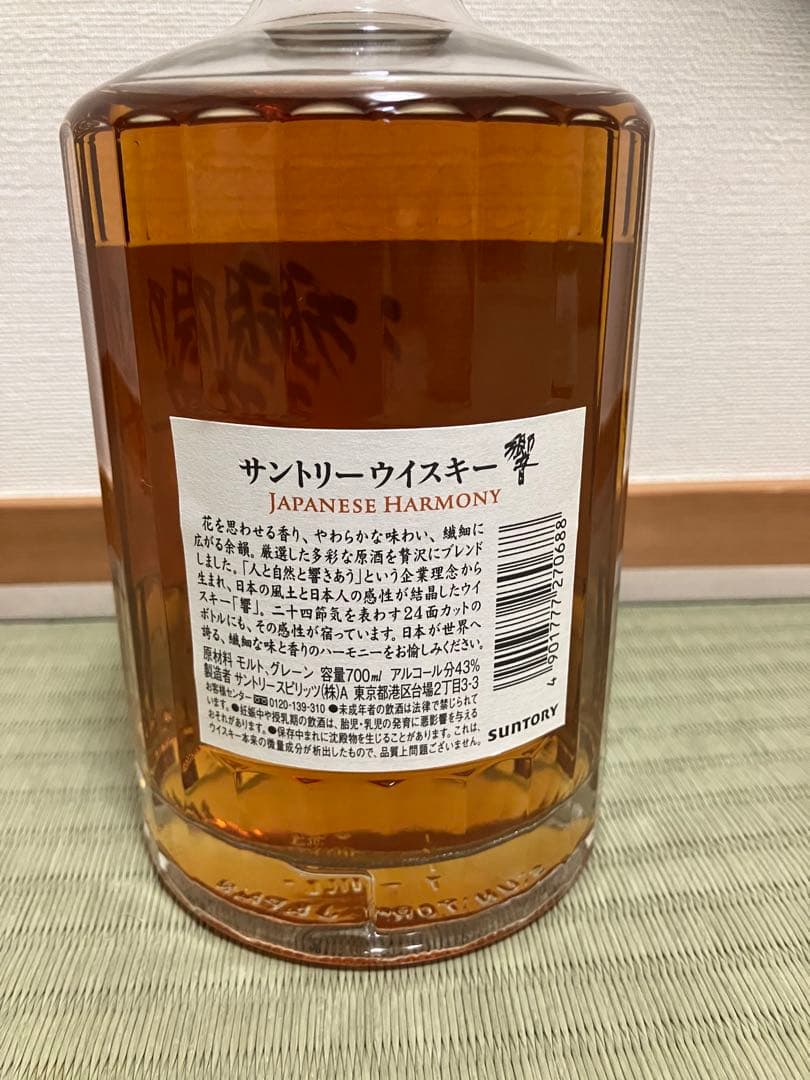 サントリーウイスキー 響
JAPANESE HARMONY
花を思わせる香り、やわらかな味わい、繊細に
広がる余韻。厳選した多彩な原酒を贅沢にブレンド
しました。「人と自然と響きあう」という企業理念から
生まれ、日本の風土と日本人の感性が結晶したウイ
スキー「響」。二十四節気を表わす24面カットの
ボトルにも、その感性が宿っています。日本が世界へ
誇る、繊細な味と香りのハーモニーをお愉しみください。
原材料 モルト、グレーン 容量700ml アルコール分43%
製造者 サントリースピリッツ(株)A 東京都港区台場2丁目3-3
お客様センター 0120-139-310 ●未成年者の飲酒は法律で禁じられて
います。●妊娠中や授乳期の飲酒は、胎児・乳児の発育に悪影響を与える
おそれがあります。●保存中まれに沈殿物を生じることがあります。これは、
ウイスキー本来の微量成分が析出したもので、品質上問題ございません。
4 901777 270688
SUNTORY